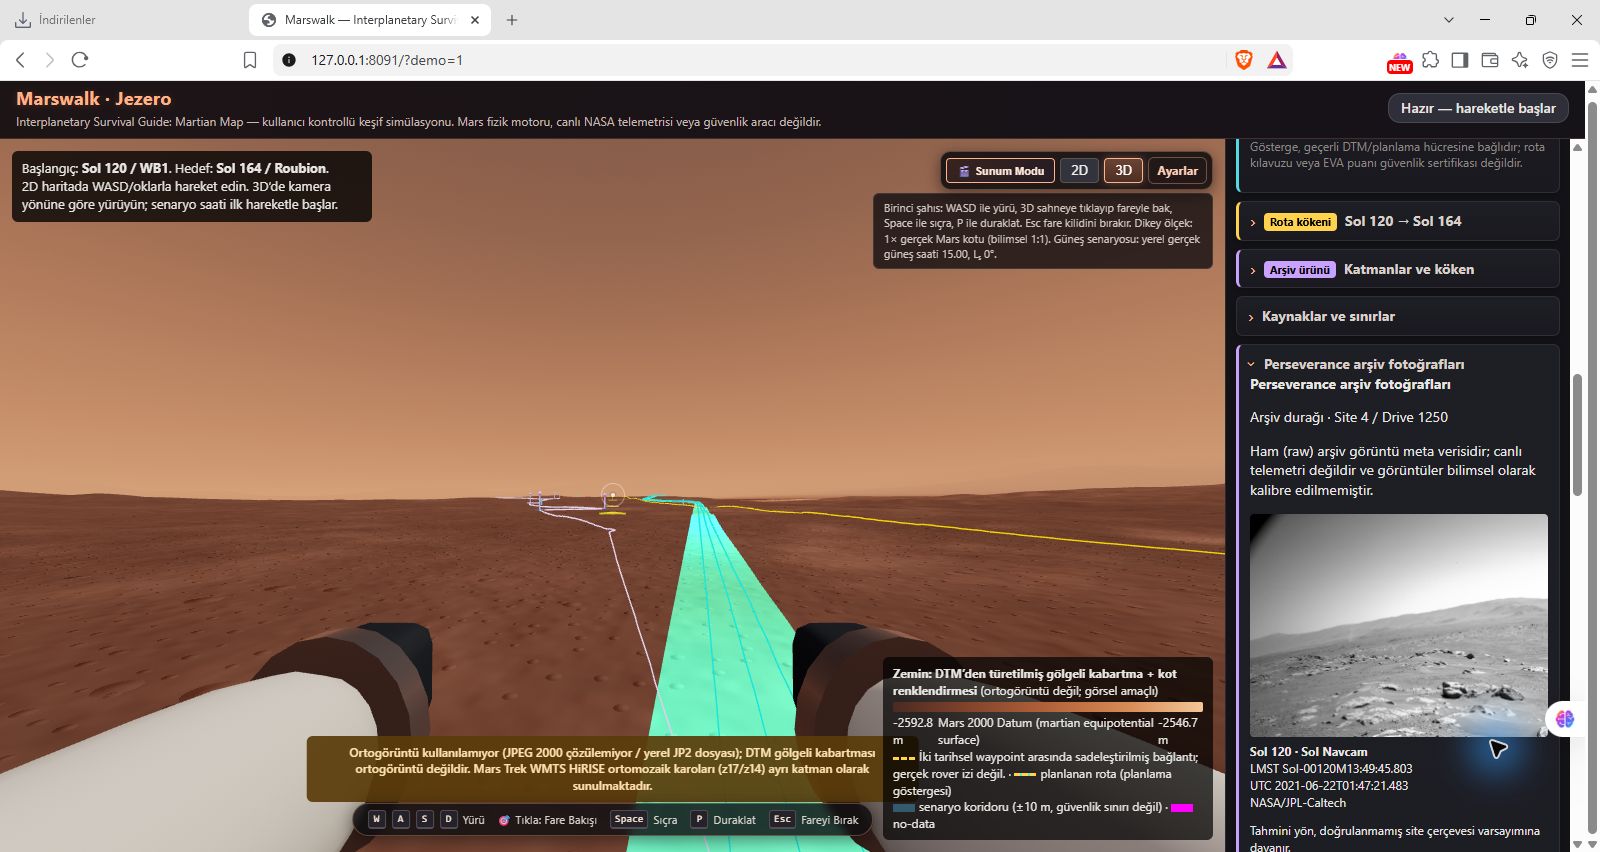 İndirilenler
Marswalk — Interplanetary Survi
127.0.0.1:8091/?demo=1
NEW
Marswalk · Jezero
Interplanetary Survival Guide: Martian Map — kullanıcı kontrollü keşif simülasyonu. Mars fizik motoru, canlı NASA telemetrisi veya güvenlik aracı değildir.
Hazır — hareketle başlar
Başlangıç: Sol 120 / WB1. Hedef: Sol 164 / Roubion.
2D haritada WASD/oklarla hareket edin. 3D'de kamera
yönüne göre yürüyün; senaryo saati ilk hareketle başlar.
Sunum Modu
2D
3D
Ayarlar
Birinci şahıs: WASD ile yürü, 3D sahneye tıklayıp fareyle bak,
Space ile sıçra, P ile duraklat. Esc fare kilidini bırakır. Dikey ölçek:
1× gerçek Mars kotu (bilimsel 1:1). Güneş senaryosu: yerel gerçek
güneş saati 15.00, Lₛ 0°.
Gösterge, geçerli DTM/planlama hücresine bağlıdır; rota
kılavuzu veya EVA puanı güvenlik sertifikası değildir.
Rota kökeni Sol 120 → Sol 164
Arşiv ürünü Katmanlar ve köken
Kaynaklar ve sınırlar
Perseverance arşiv fotoğrafları
Perseverance arşiv fotoğrafları
Arşiv durağı · Site 4 / Drive 1250
Ham (raw) arşiv görüntü meta verisidir; canlı
telemetri değildir ve görüntüler bilimsel olarak
kalibre edilmemiştir.
Sol 120 · Sol Navcam
LMST Sol-00120M13:49:45.803
UTC 2021-06-22T01:47:21.483
NASA/JPL-Caltech
Tahmini yön, doğrulanmamış site çerçevesi varsayımına
dayanır.
Zemin: DTM'den türetilmiş gölgeli kabartma + kot
renklendirmesi (ortogörüntü değil; görsel amaçlı)
-2592.8 Mars 2000 Datum (martian equipotential -2546.7
m surface) m
İki tarihsel waypoint arasında sadeleştirilmiş bağlantı;
gerçek rover izi değil. · planlanan rota (planlama
göstergesi)
senaryo koridoru (±10 m, güvenlik sınırı değil) ·
no-data
Ortogörüntü kullanılamıyor (JPEG 2000 çözülemiyor / yerel JP2 dosyası); DTM gölgeli kabartması
ortogörüntü değildir. Mars Trek WMTS HiRISE ortomozaik karoları (z17/z14) ayrı katman olarak
sunulmaktadır.
W A S D Yürü Tıkla: Fare Bakışı Space Sıçra P Duraklat Esc Fareyi Bırak